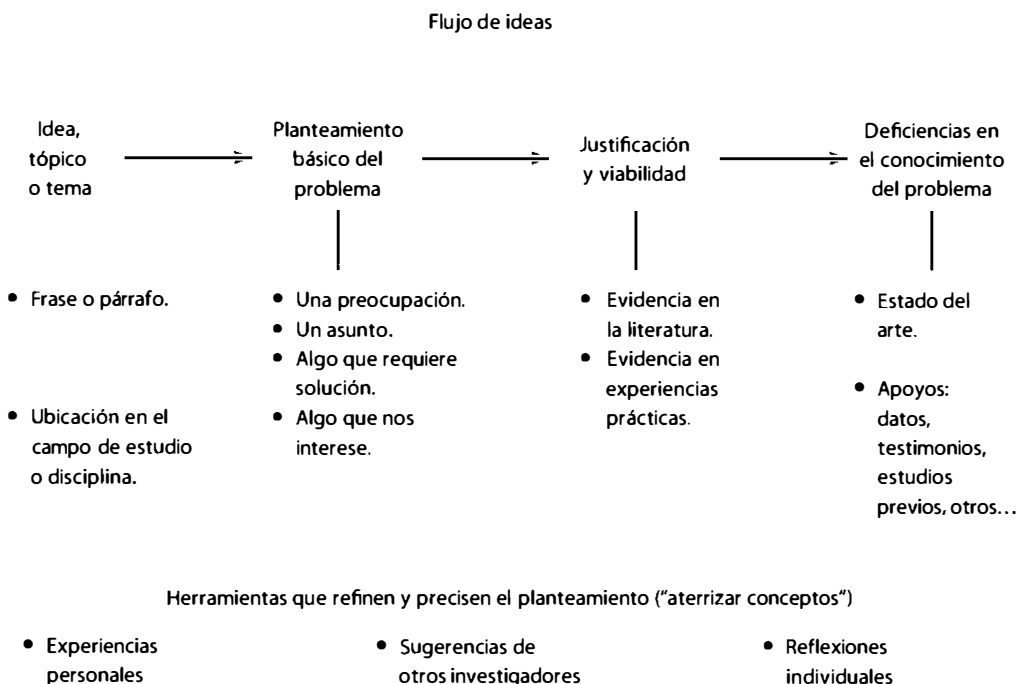 Flujo de ideas
Idea,
tópico
o tema
Planteamiento
básico del
problema
Justificación
y viabilidad
Deficiencias en
el conocimiento
del problema
• Frase o párrafo.
• Ubicación en el
campo de estudio
o disciplina.
• Una preocupación.
• Un asunto.
• Algo que requiere
solución.
• Algo que nos
interese.
• Evidencia en
la literatura.
• Evidencia en
experiencias
prácticas.
• Estado del
arte.
• Apoyos:
datos,
testimonios,
estudios
previos, otros…
Herramientas que refinen y precisen el planteamiento (“aterrizar conceptos”)
• Experiencias
personales
• Sugerencias de
otros investigadores
• Reflexiones
individuales